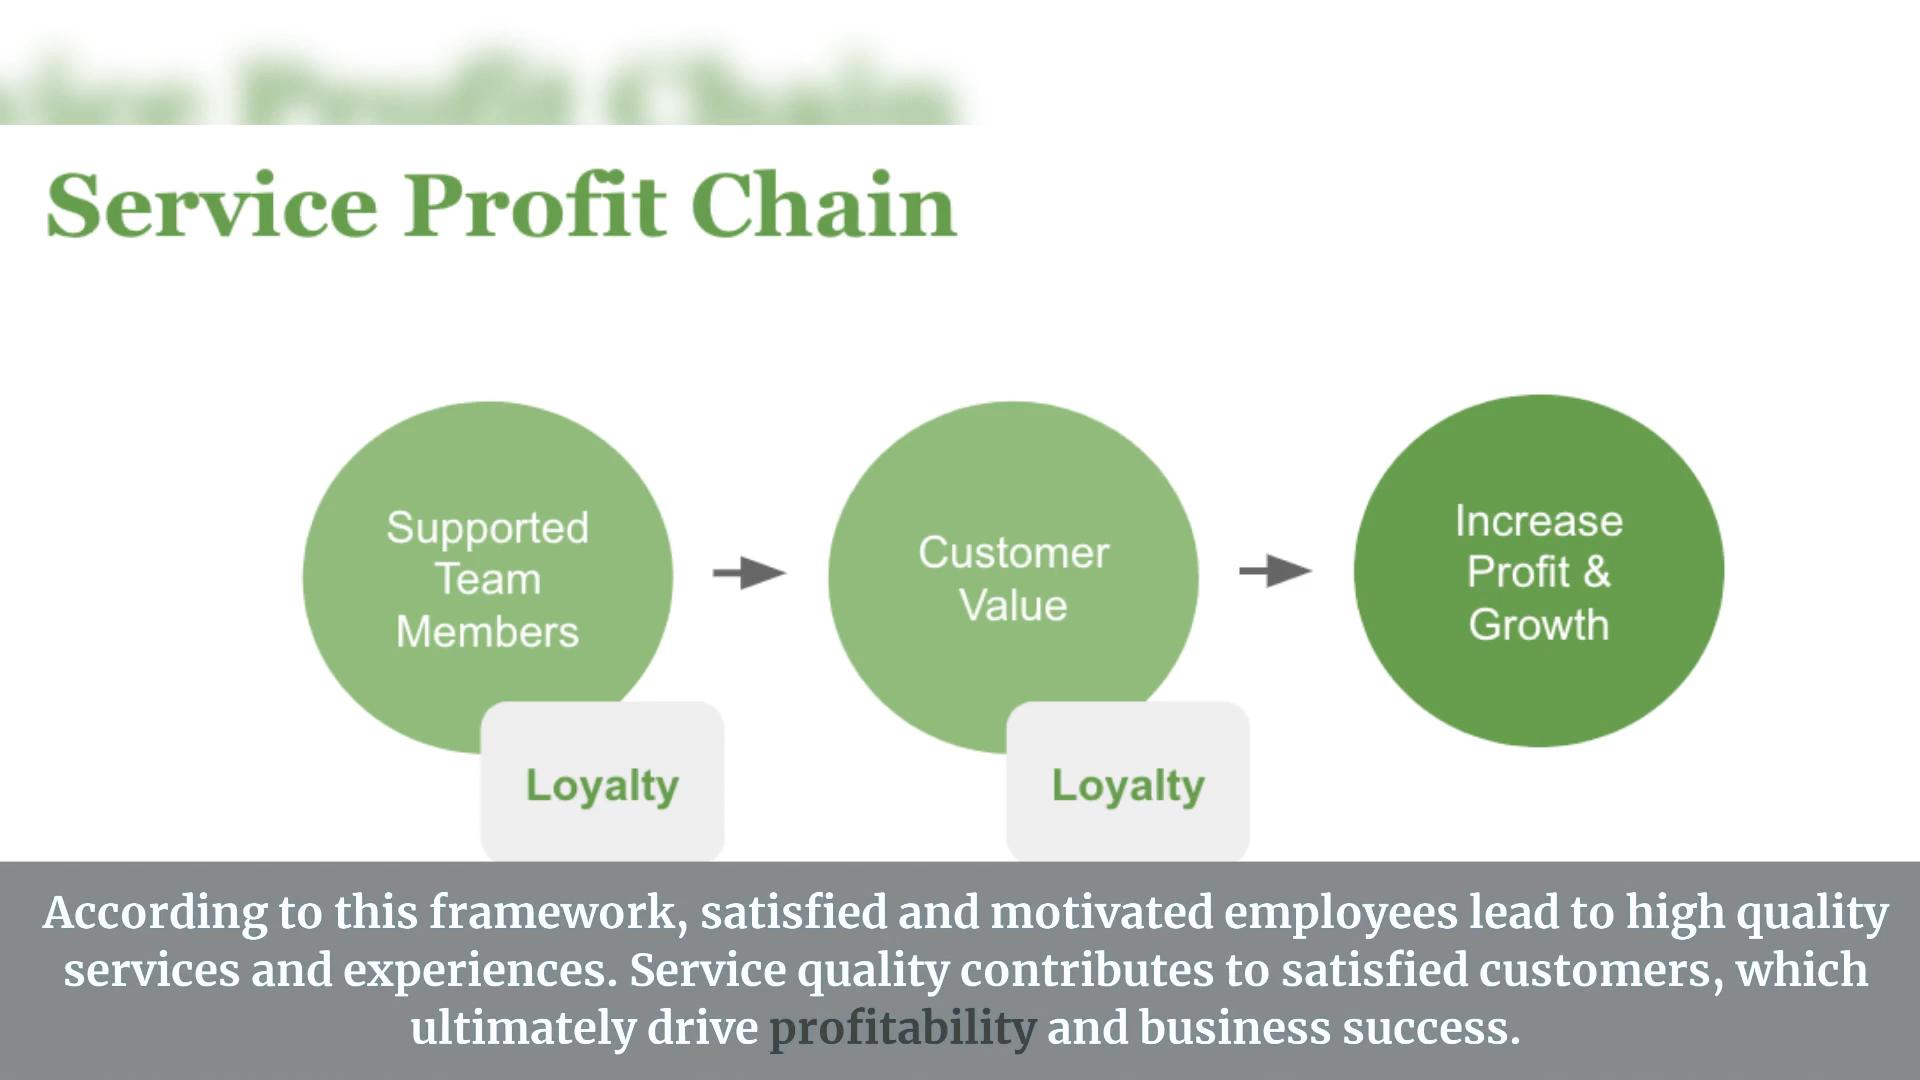 Service Profit Chain
Supported
Team
Members
Customer
Value
Increase
Profit &
Growth
Loyalty
Loyalty
According to this framework, satisfied and motivated employees lead to high quality
services and experiences. Service quality contributes to satisfied customers, which
ultimately drive profitability and business success.